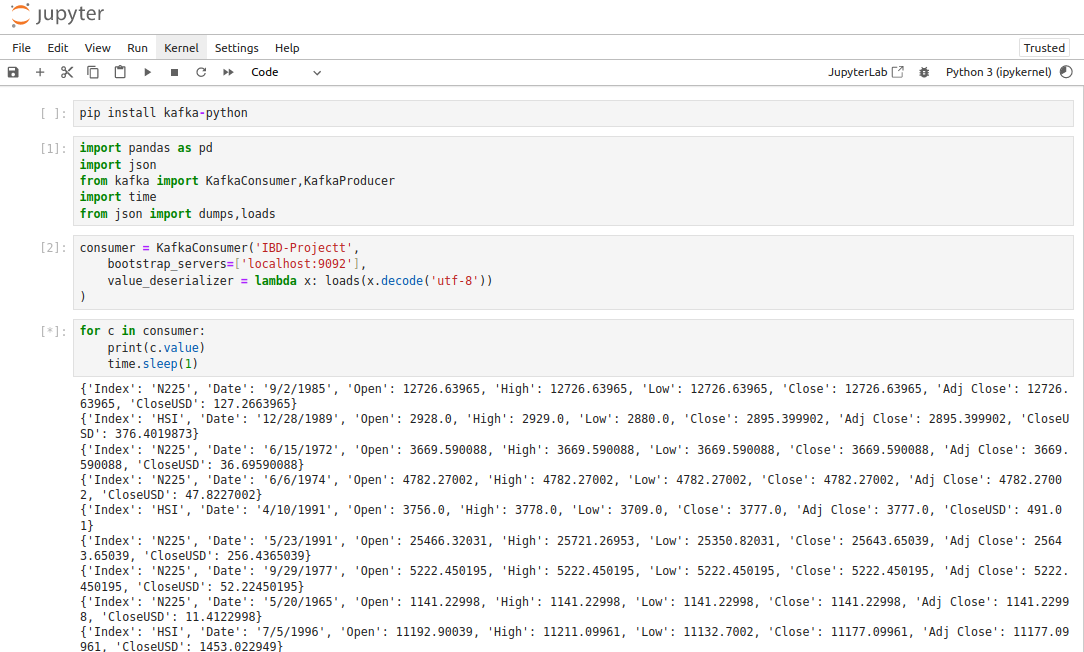 jupyter
File Edit View Run Kernel Settings Help Trusted
Code JupyterLab Python 3 (ipykernel)
[ ]: pip install kafka-python
[1]: import pandas as pd
import json
from kafka import KafkaConsumer,KafkaProducer
import time
from json import dumps,loads
[2]: consumer = KafkaConsumer('IBD-Projectt',
bootstrap_servers=['localhost:9092'],
value_deserializer = lambda x: loads(x.decode('utf-8'))
)
[*]: for c in consumer:
print(c.value)
time.sleep(1)
{'Index': 'N225', 'Date': '9/2/1985', 'Open': 12726.63965, 'High': 12726.63965, 'Low': 12726.63965, 'Close': 12726.63965, 'Adj Close': 12726.
63965, 'CloseUSD': 127.2663965}
{'Index': 'HSI', 'Date': '12/28/1989', 'Open': 2928.0, 'High': 2929.0, 'Low': 2880.0, 'Close': 2895.399902, 'Adj Close': 2895.399902, 'CloseU
SD': 376.4019873}
{'Index': 'N225', 'Date': '6/15/1972', 'Open': 3669.590088, 'High': 3669.590088, 'Low': 3669.590088, 'Close': 3669.590088, 'Adj Close': 3669.
590088, 'CloseUSD': 36.69590088}
{'Index': 'N225', 'Date': '6/6/1974', 'Open': 4782.27002, 'High': 4782.27002, 'Low': 4782.27002, 'Close': 4782.27002, 'Adj Close': 4782.2700
2, 'CloseUSD': 47.8227002}
{'Index': 'HSI', 'Date': '4/10/1991', 'Open': 3756.0, 'High': 3778.0, 'Low': 3709.0, 'Close': 3777.0, 'Adj Close': 3777.0, 'CloseUSD': 491.0
1}
{'Index': 'N225', 'Date': '5/23/1991', 'Open': 25466.32031, 'High': 25721.26953, 'Low': 25350.82031, 'Close': 25643.65039, 'Adj Close': 2564
3.65039, 'CloseUSD': 256.4365039}
{'Index': 'N225', 'Date': '9/29/1977', 'Open': 5222.450195, 'High': 5222.450195, 'Low': 5222.450195, 'Close': 5222.450195, 'Adj Close': 5222.
450195, 'CloseUSD': 52.22450195}
{'Index': 'N225', 'Date': '5/20/1965', 'Open': 1141.22998, 'High': 1141.22998, 'Low': 1141.22998, 'Close': 1141.22998, 'Adj Close': 1141.2299
8, 'CloseUSD': 11.4122998}
{'Index': 'HSI', 'Date': '7/5/1996', 'Open': 11192.90039, 'High': 11211.09961, 'Low': 11132.7002, 'Close': 11177.09961, 'Adj Close': 11177.09
961, 'CloseUSD': 1453.022949}